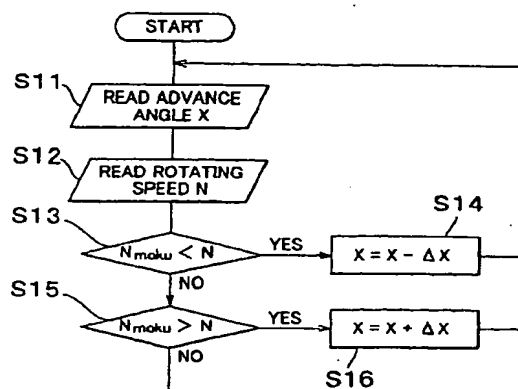 START
S11
READ ADVANCE
ANGLE X
S12
READ ROTATING
SPEED N
S13
Nmoku < N
YES
S14
X = X - ΔX
NO
S15
Nmoku > N
YES
X = X + ΔX
S16
NO